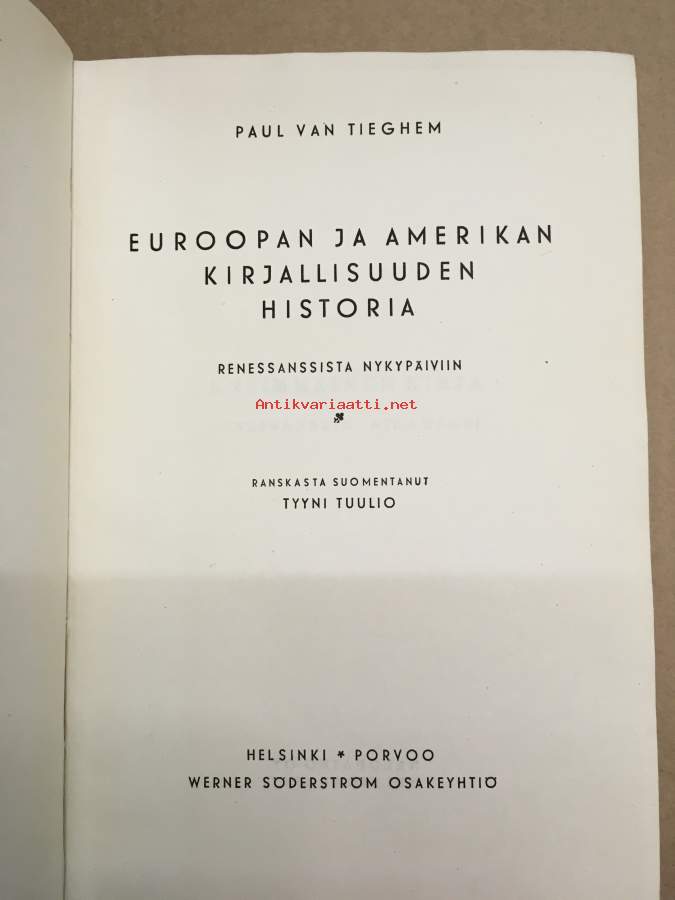 PAUL VAN TIEGHEM
EUROOPAN JA AMERIKAN
KIRJALLISUUDEN
HISTORIA
RENESSANSSISTA NYKYPÄIVIIN
Antikvariaatti.net
RANSKASTA SUOMENTANUT
TYYNI TUULIO
HELSINKI * PORVOO
WERNER SÖDERSTRÖM OSAKEYHTIÖ